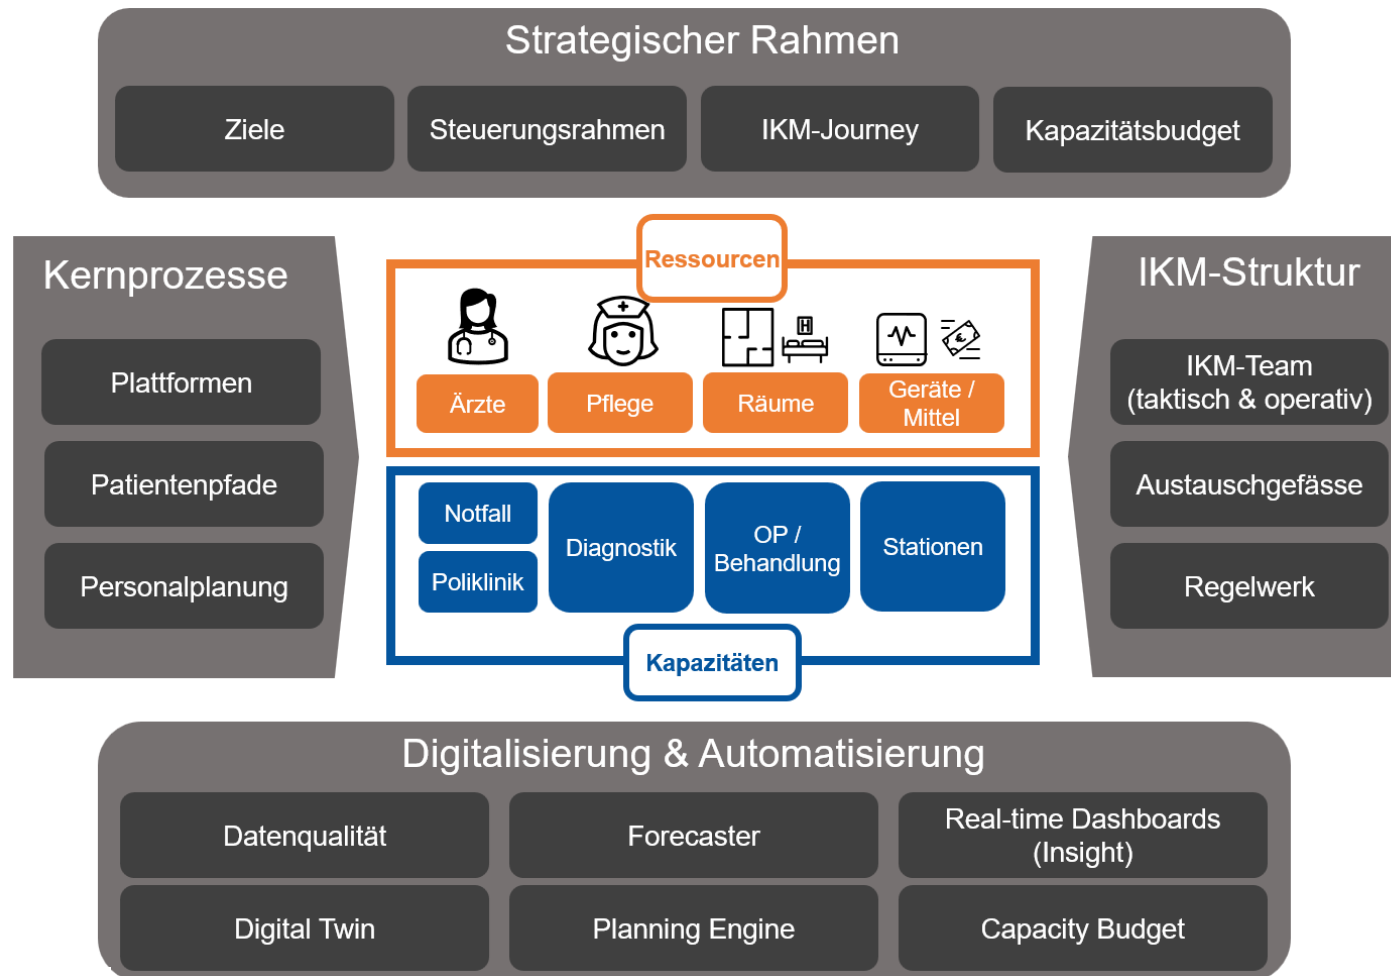 Strategischer Rahmen
Ziele
Steuerungsrahmen
IKM-Journey
Kapazitätsbudget
Kernprozesse
Plattformen
Patientenpfade
Personalplanung
Ressourcen
H
€
Ärzte
Pflege
Räume
Geräte /
Mittel
Notfall
Poliklinik
Diagnostik
OP /
Behandlung
Stationen
Kapazitäten
IKM-Struktur
IKM-Team
(taktisch & operativ)
Austauschgefässe
Regelwerk
Digitalisierung & Automatisierung
Datenqualität
Forecaster
Real-time Dashboards
(Insight)
Digital Twin
Planning Engine
Capacity Budget